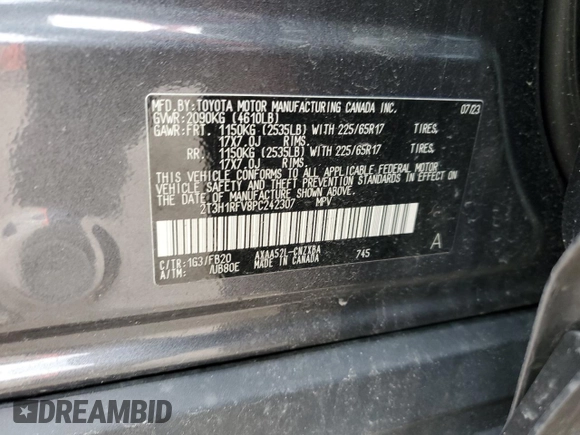 MFD.BY:TOYOTA MOTOR MANUFACTURING CANADA INC. 07/23
GVWR:2090KG (4610LB)
GAWR:FRT. 1150KG (2535LB) WITH 225/65R17 TIRES,
17X7.0J RIMS.
RR. 1150KG (2535LB) WITH 225/65R17 TIRES,
17X7.0J RIMS.
THIS VEHICLE CONFORMS TO ALL APPLICABLE FEDERAL MOTOR
VEHICLE SAFETY AND THEFT PREVENTION STANDARDS IN EFFECT ON
THE DATE OF MANUFACTURE SHOWN ABOVE.
2T3H1RFV8PC242307 MPV
C/TR:1G3/FB20 AXAA52L-CNZXBA 745 A
A/TM: /UB80E MADE IN CANADA
DREAMBID